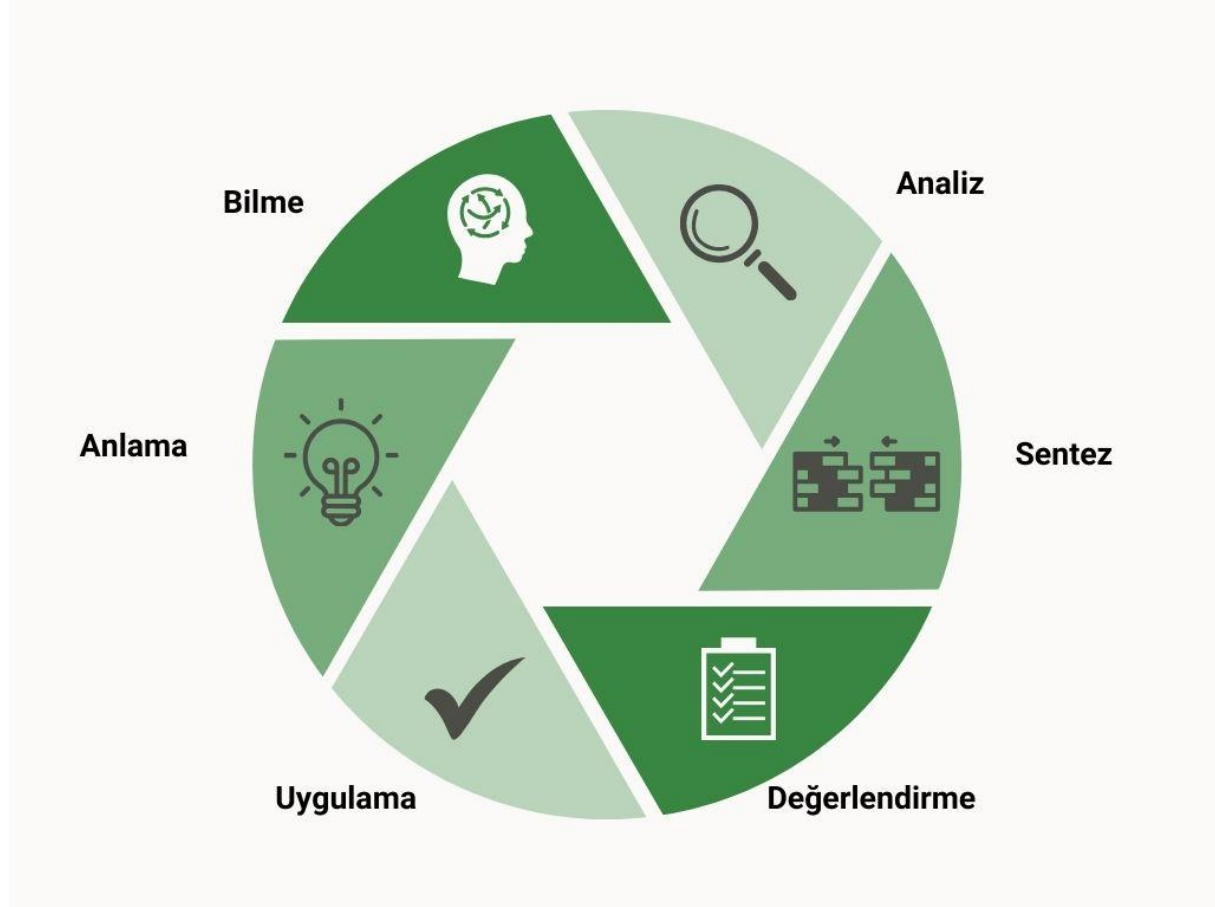 Bilme
Analiz
Anlama
Sentez
Uygulama
Değerlendirme